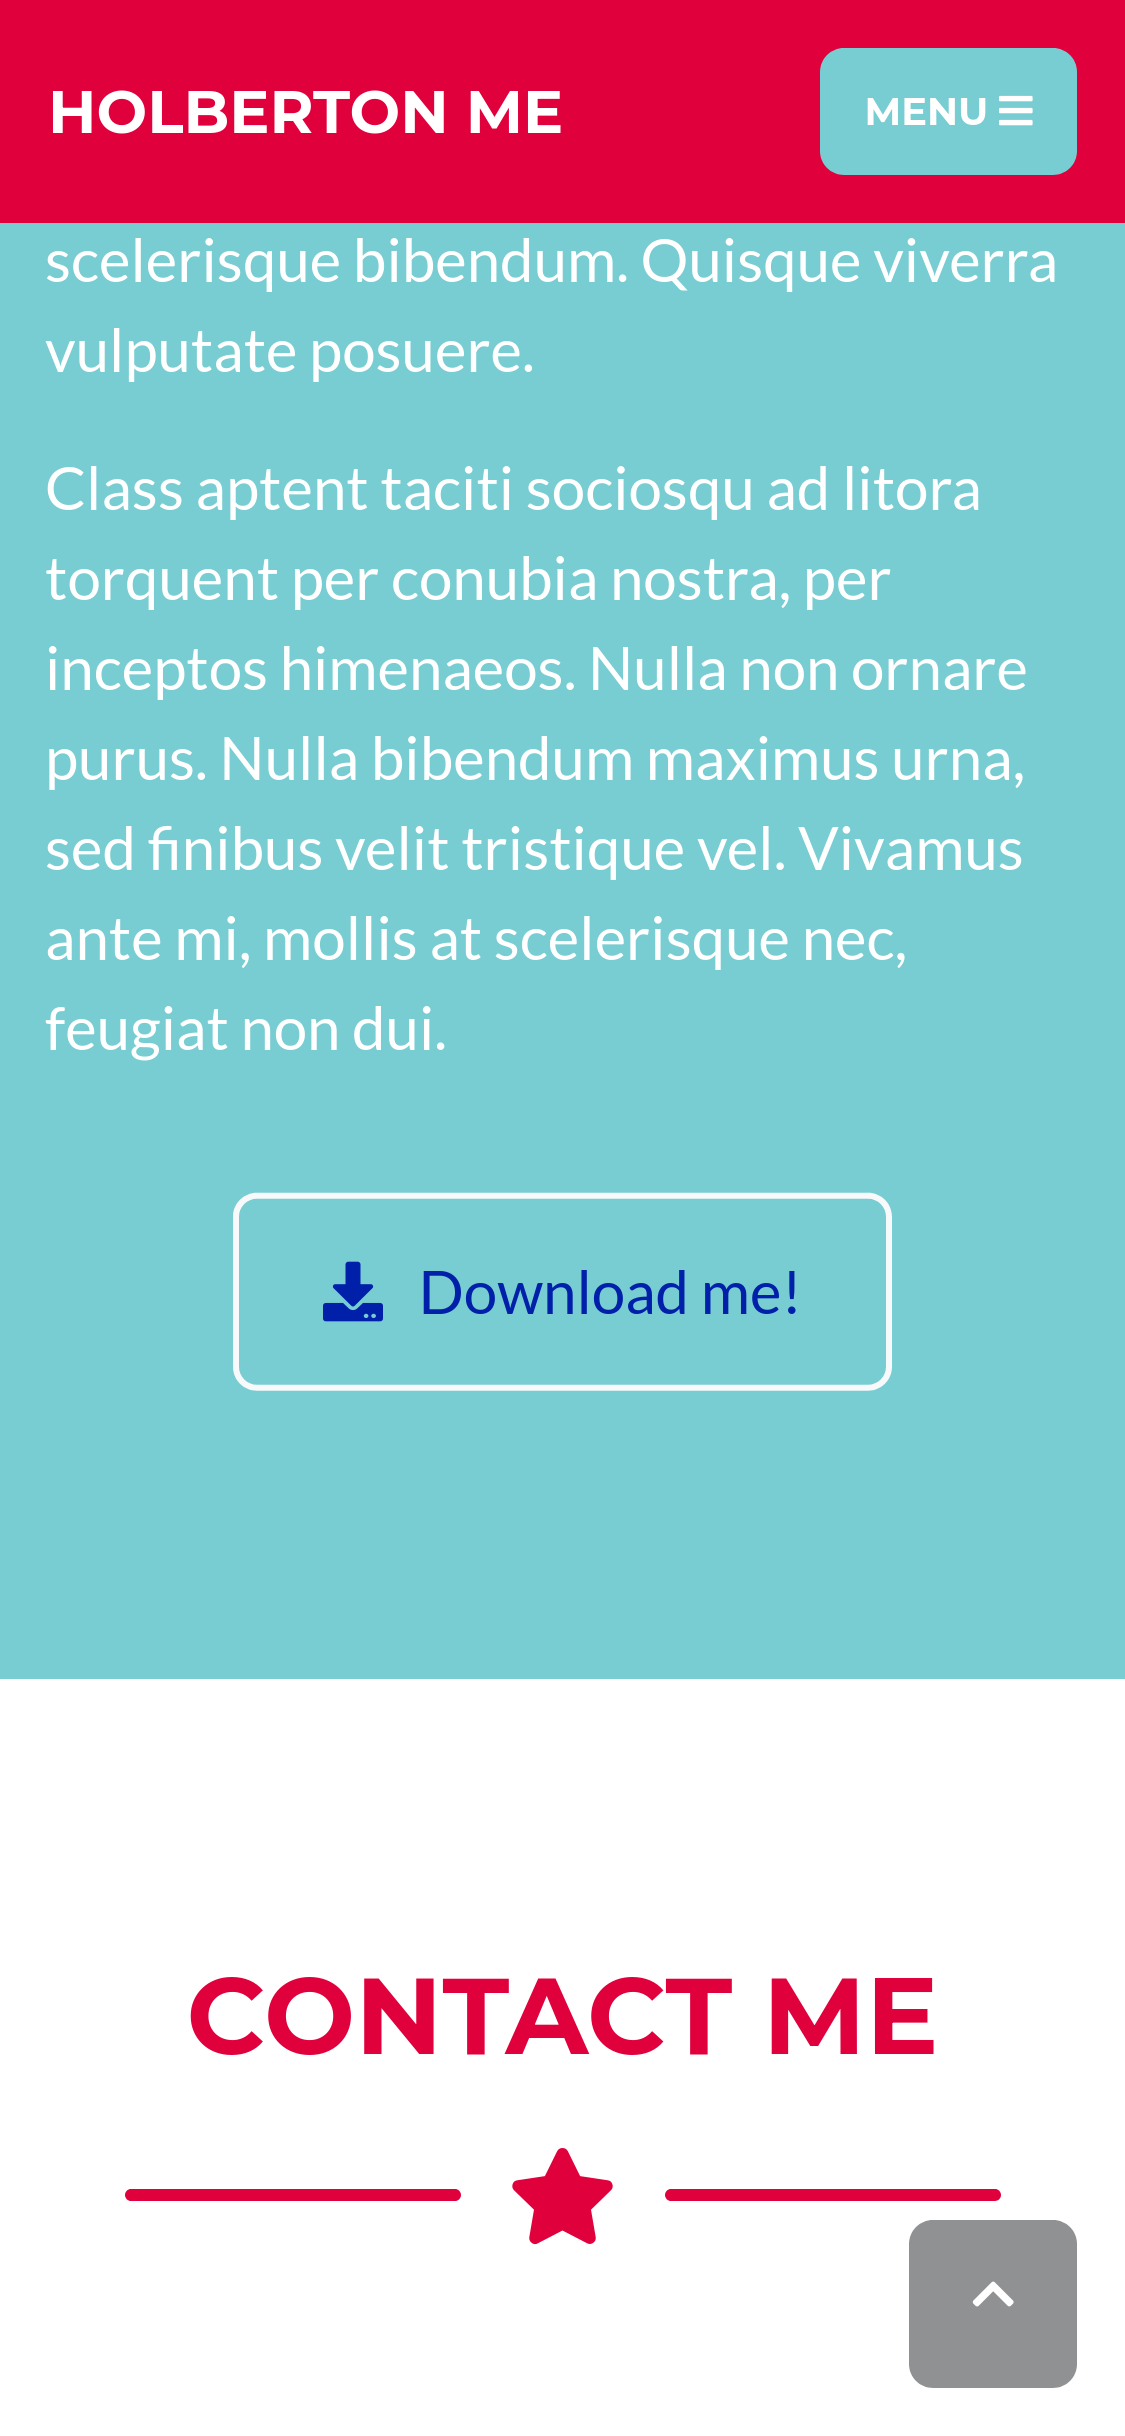 HOLBERTON ME
MENU
scelerisque bibendum. Quisque viverra
vulputate posuere.
Class aptent taciti sociosqu ad litora
torquent per conubia nostra, per
inceptos himenaeos. Nulla non ornare
purus. Nulla bibendum maximus urna,
sed finibus velit tristique vel. Vivamus
ante mi, mollis at scelerisque nec,
feugiat non dui.
Download me!
CONTACT ME